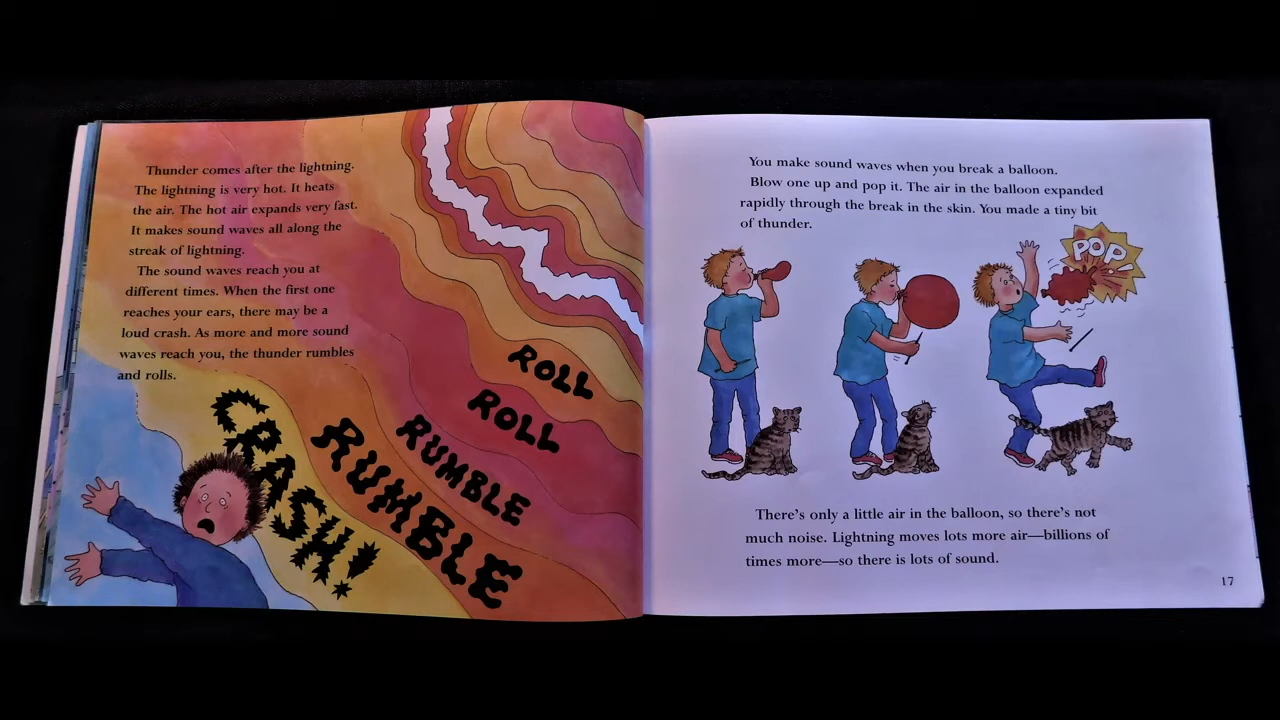 Thunder comes after the lightning.
The lightning is very hot. It heats
the air. The hot air expands very fast.
It makes sound waves all along the
streak of lightning.
The sound waves reach you at
different times. When the first one
reaches your ears, there may be a
loud crash. As more and more sound
waves reach you, the thunder rumbles
and rolls.
CRASH!
RUMBLE
RUMBLE
ROLL
ROLL
You make sound waves when you break a balloon.
Blow one up and pop it. The air in the balloon expanded
rapidly through the break in the skin. You made a tiny bit
of thunder.
POP!
There's only a little air in the balloon, so there's not
much noise. Lightning moves lots more air—billions of
times more—so there is lots of sound.
17